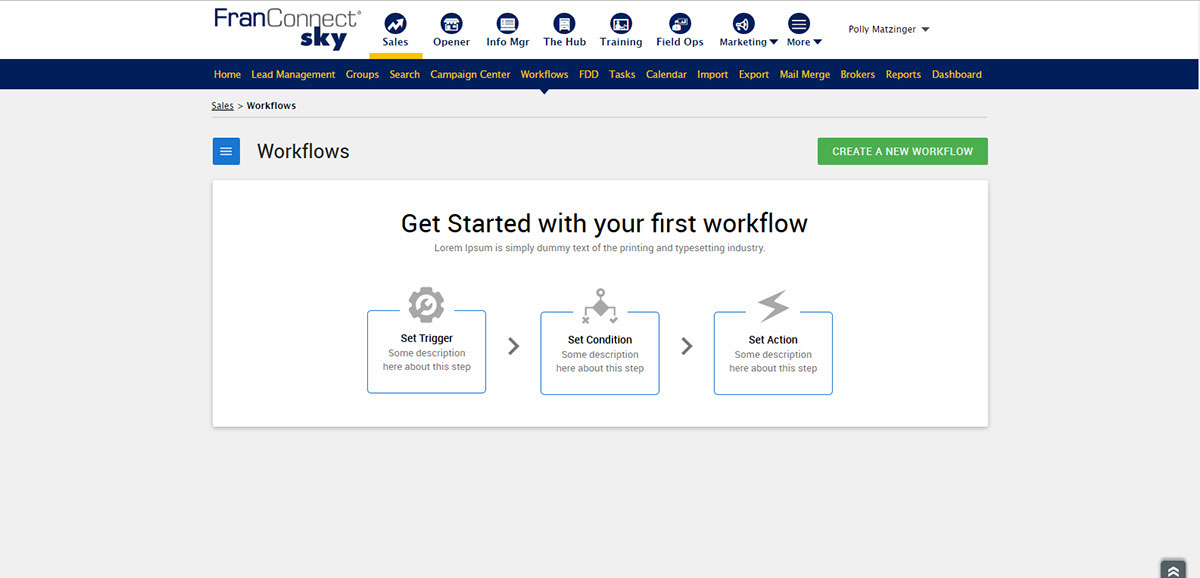 FranConnect®
sky
Sales Opener Info Mgr The Hub Training Field Ops Marketing More
Polly Matzinger
Home Lead Management Groups Search Campaign Center Workflows FDD Tasks Calendar Import Export Mail Merge Brokers Reports Dashboard
Sales > Workflows
Workflows
CREATE A NEW WORKFLOW
Get Started with your first workflow
Lorem Ipsum is simply dummy text of the printing and typesetting industry.
Set Trigger
Some description
here about this step
Set Condition
Some description
here about this step
Set Action
Some description
here about this step